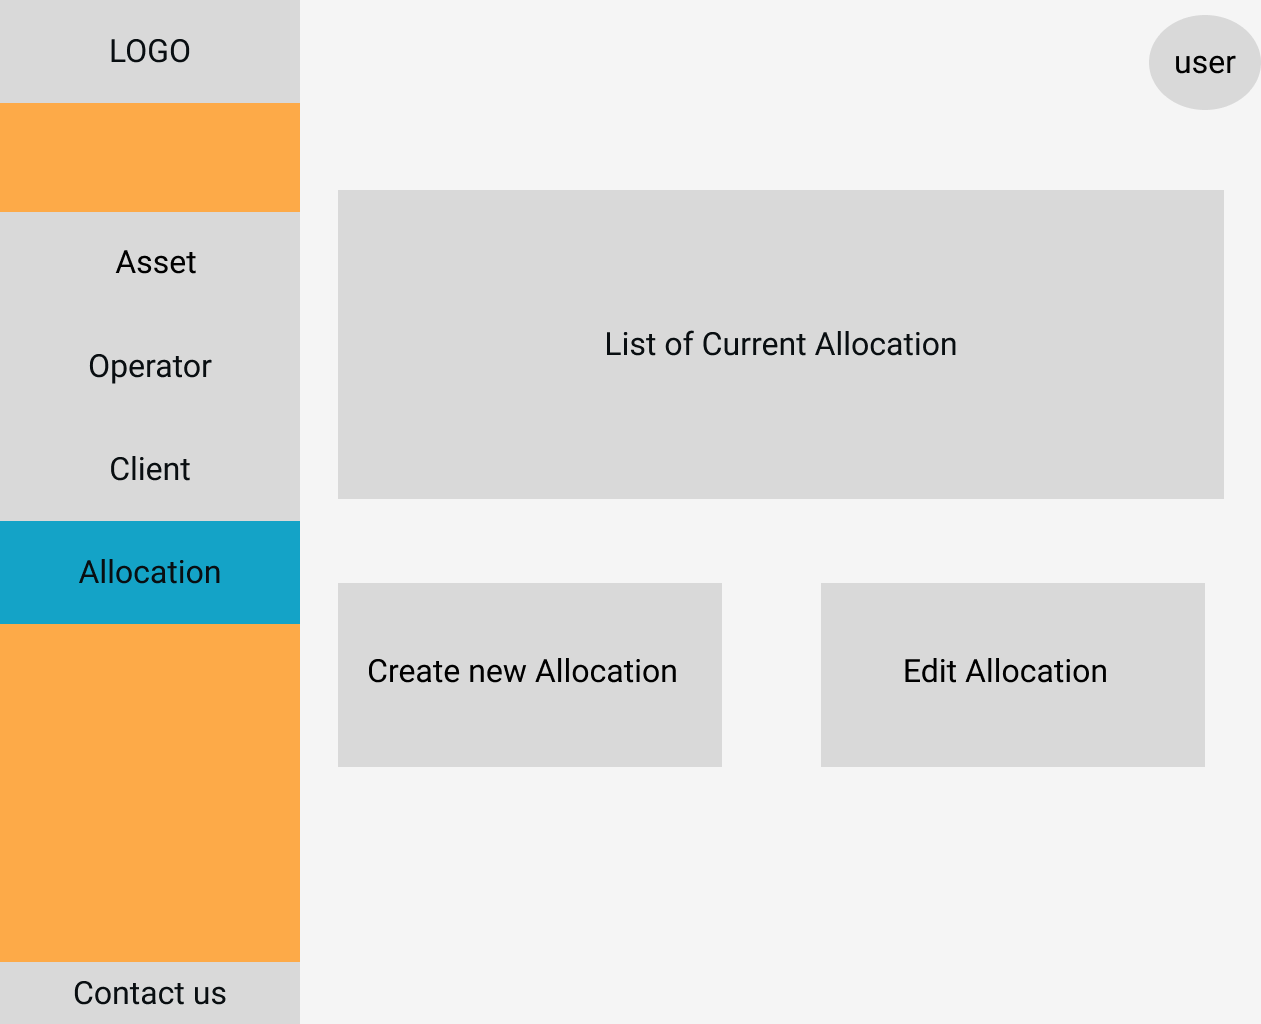 LOGO
user
Asset
Operator
Client
Allocation
Contact us
List of Current Allocation
Create new Allocation
Edit Allocation